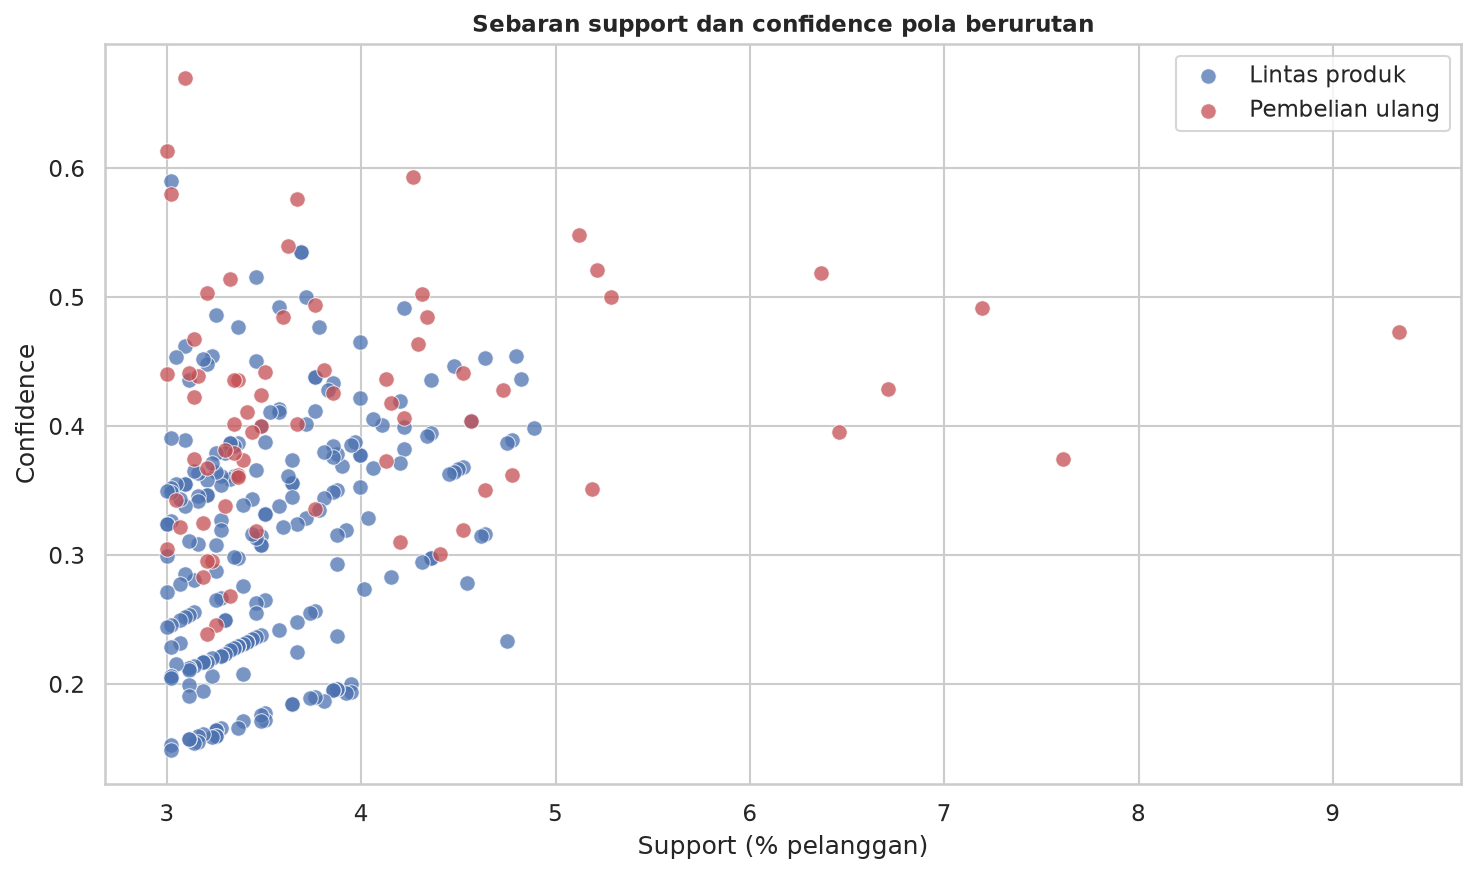 Sebaran support dan confidence pola berurutan
Lintas produk
Pembelian ulang
Confidence
0.6
0.5
0.4
0.3
0.2
3 4 5 6 7 8 9
Support (% pelanggan)